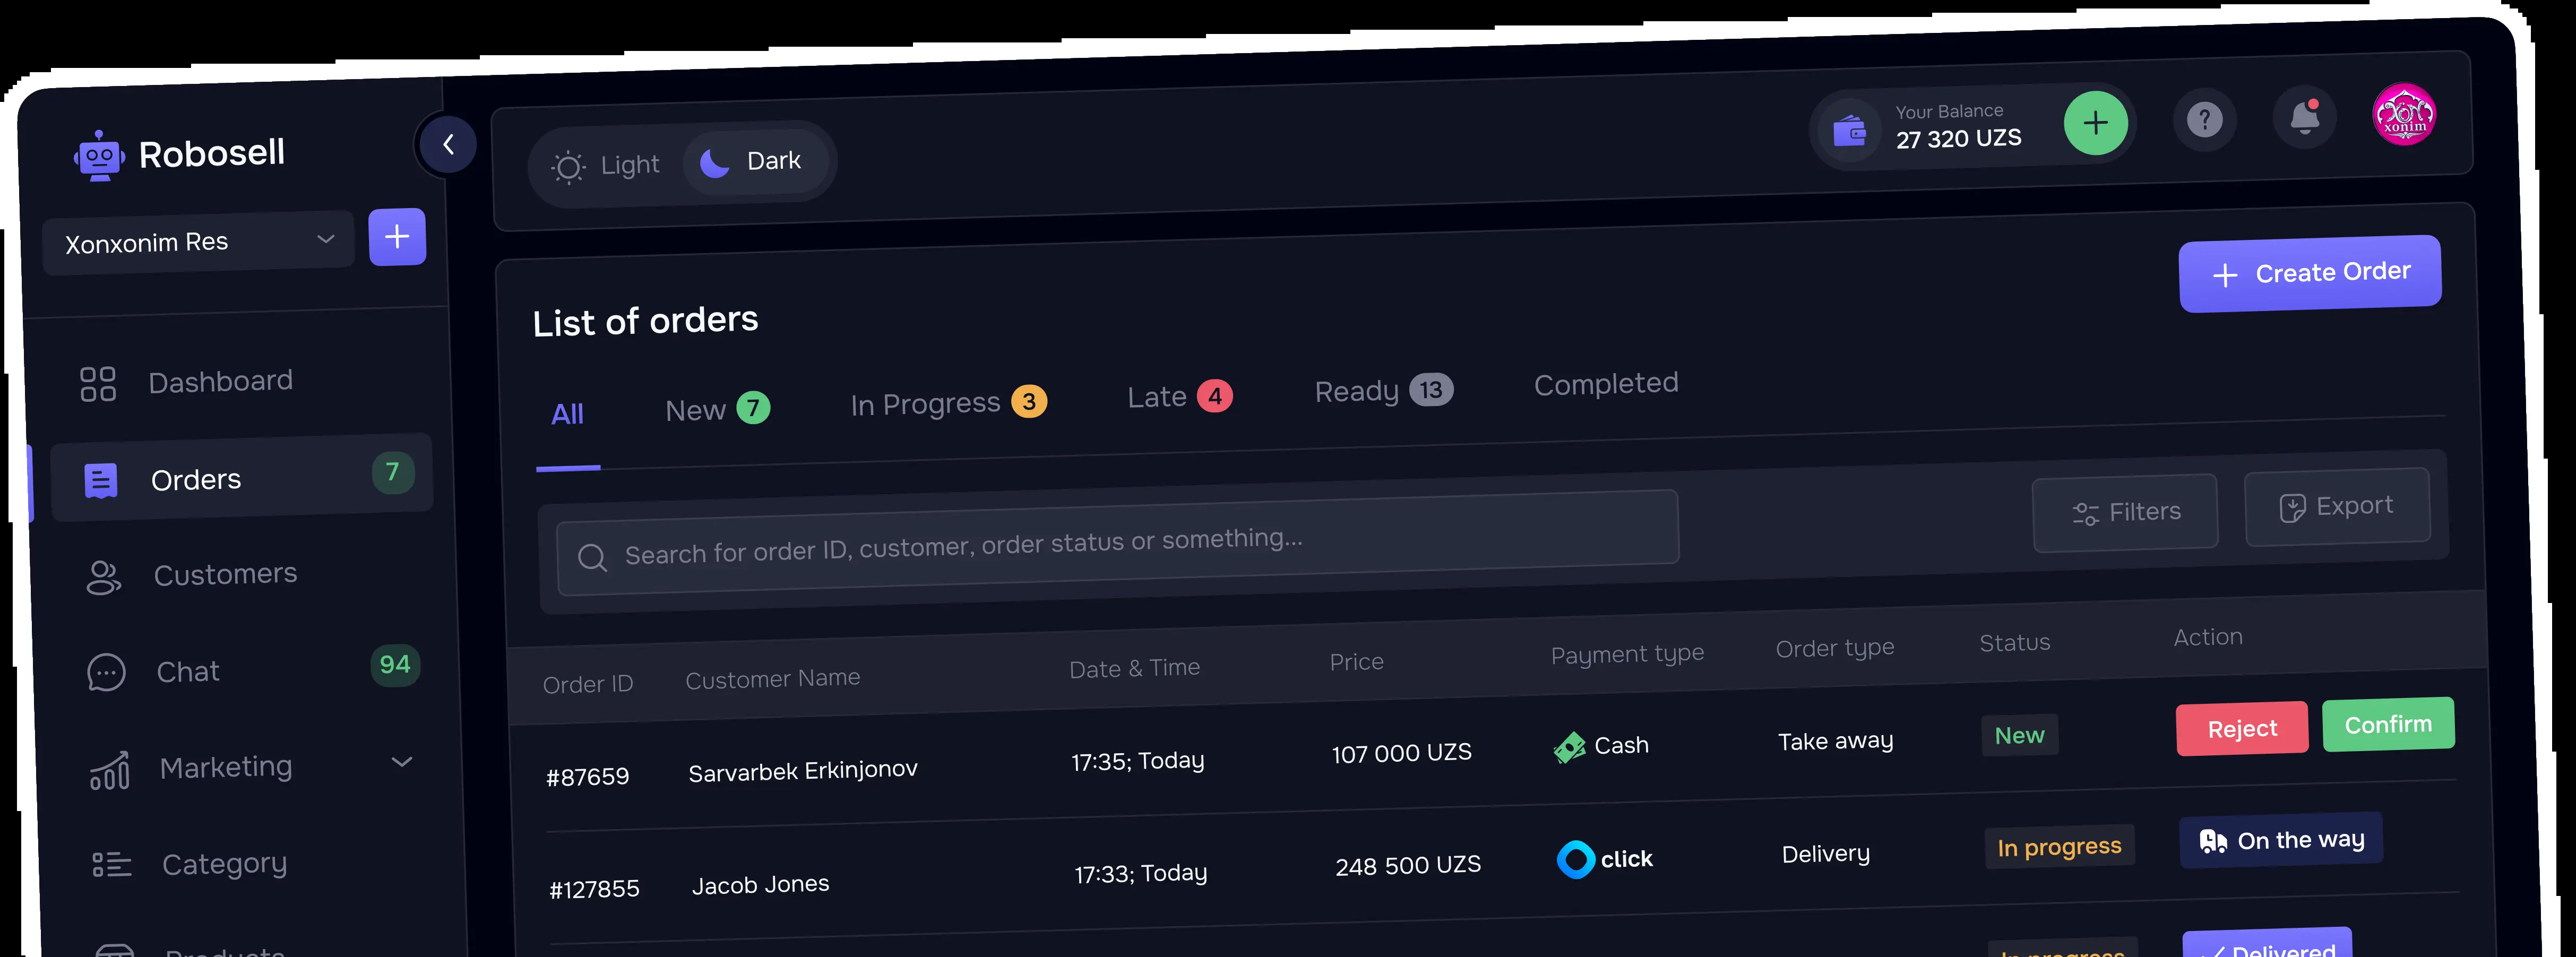 Robosell
Xonxonim Res
Dashboard
Orders 7
Customers
Chat 94
Marketing
Category
Products
Light Dark
Your Balance
27 320 UZS
?
xonim
List of orders
+ Create Order
All New 7 In Progress 3 Late 4 Ready 13 Completed
Search for order ID, customer, order status or something...
Filters Export
Order ID Customer Name Date & Time Price Payment type Order type Status Action
#87659 Sarvarbek Erkinjonov 17:35; Today 107 000 UZS Cash Take away New Reject Confirm
#127855 Jacob Jones 17:33; Today 248 500 UZS click Delivery In progress On the way
In progress Delivered